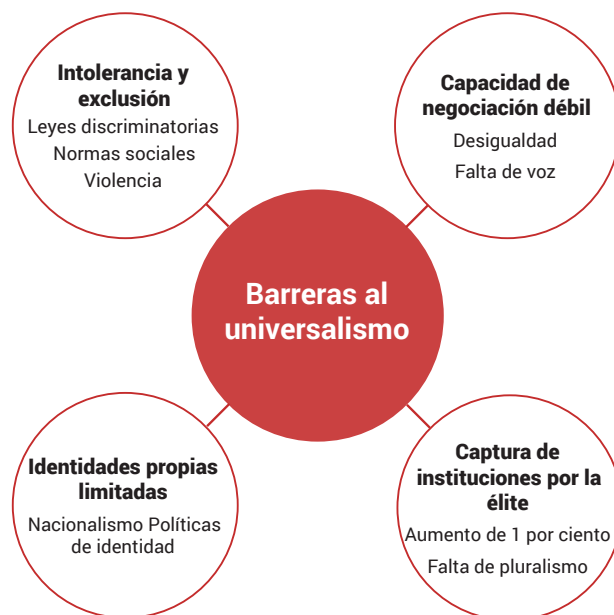 Intolerancia y
exclusión
Leyes discriminatorias
Normas sociales
Violencia
Capacidad de
negociación débil
Desigualdad
Falta de voz
Barreras al
universalismo
Identidades propias
limitadas
Nacionalismo Políticas
de identidad
Captura de
instituciones por la
élite
Aumento de 1 por ciento
Falta de pluralismo